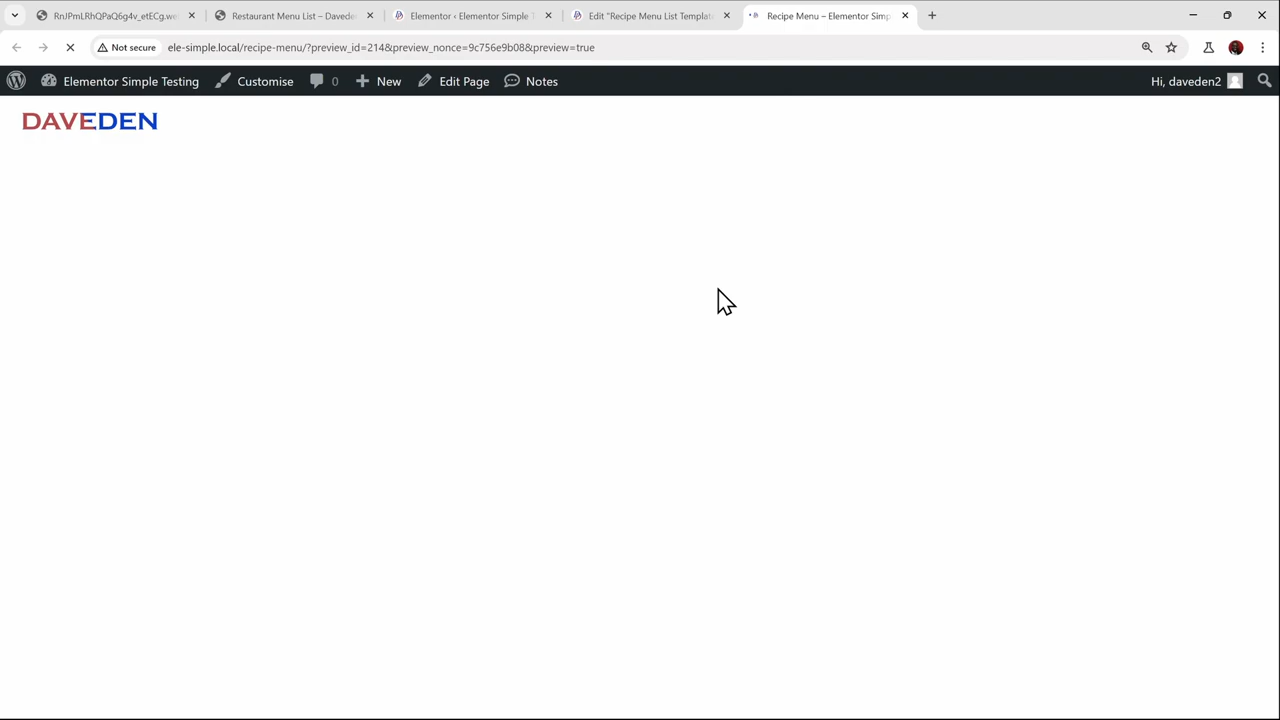 RnJPmLRhQPaQ6g4v_etECg.we
Restaurant Menu List – Davede
Elementor ‹ Elementor Simple T
Edit "Recipe Menu List Templat
Recipe Menu – Elementor Simp
Not secure
ele-simple.local/recipe-menu/?preview_id=214&preview_nonce=9c756e9b08&preview=true
Elementor Simple Testing
Customise
0
New
Edit Page
Notes
Hi, daveden2
DAVEDEN